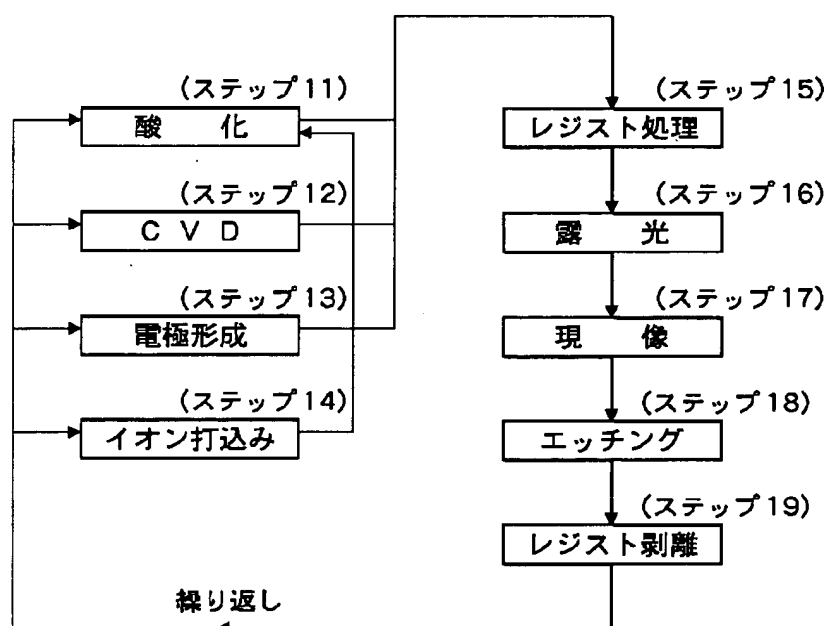 (ステップ11)
酸 化
(ステップ12)
C V D
(ステップ13)
電極形成
(ステップ14)
イオン打込み
(ステップ15)
レジスト処理
(ステップ16)
露 光
(ステップ17)
現 像
(ステップ18)
エッチング
(ステップ19)
レジスト剥離
繰り返し